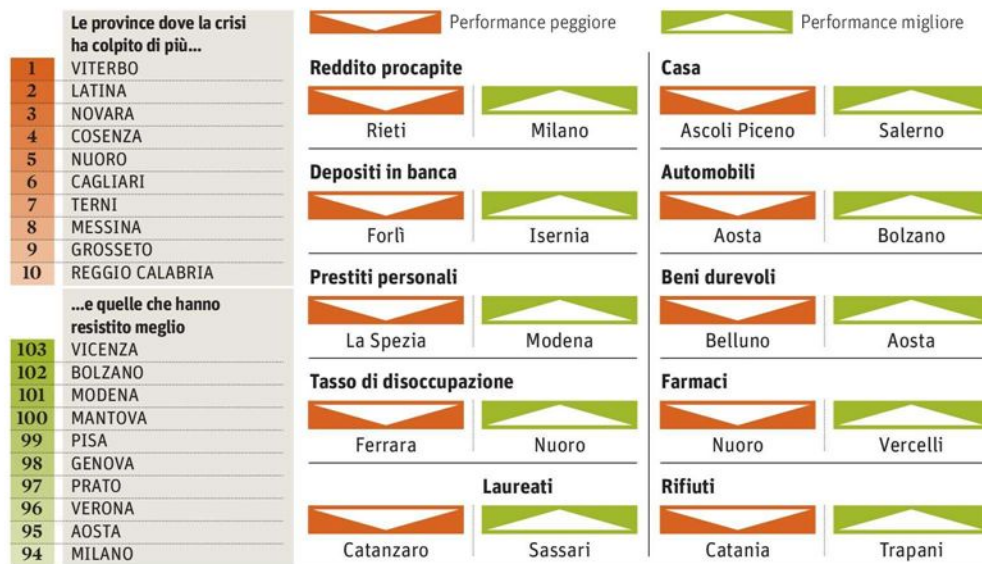 Le province dove la crisi
ha colpito di più...
1 VITERBO
2 LATINA
3 NOVARA
4 COSENZA
5 NUORO
6 CAGLIARI
7 TERNI
8 MESSINA
9 GROSSETO
10 REGGIO CALABRIA
...e quelle che hanno
resistito meglio
103 VICENZA
102 BOLZANO
101 MODENA
100 MANTOVA
99 PISA
98 GENOVA
97 PRATO
96 VERONA
95 AOSTA
94 MILANO
Performance peggiore
Performance migliore
Reddito procapite
Rieti Milano
Depositi in banca
Forlì Isernia
Prestiti personali
La Spezia Modena
Tasso di disoccupazione
Ferrara Nuoro
Laureati
Catanzaro Sassari
Casa
Ascoli Piceno Salerno
Automobili
Aosta Bolzano
Beni durevoli
Belluno Aosta
Farmaci
Nuoro Vercelli
Rifiuti
Catania Trapani